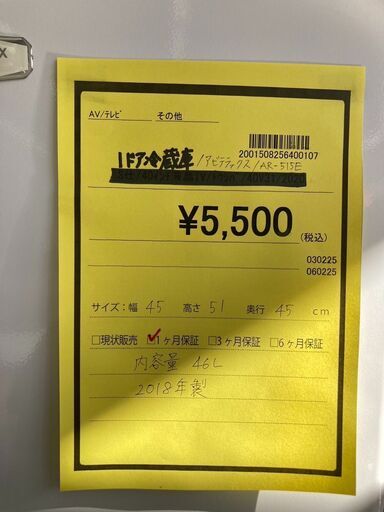 X
AV/テレビ その他
2001508256400107
1ドア冷蔵庫/アビテラックス/AR-515E
¥5,500
(税込)
030225
060225
サイズ:幅 45 高さ 51 奥行 45 cm
□現状販売 ☑1ヶ月保証 □3ヶ月保証 □6ヶ月保証
内容量 46L
2018年製